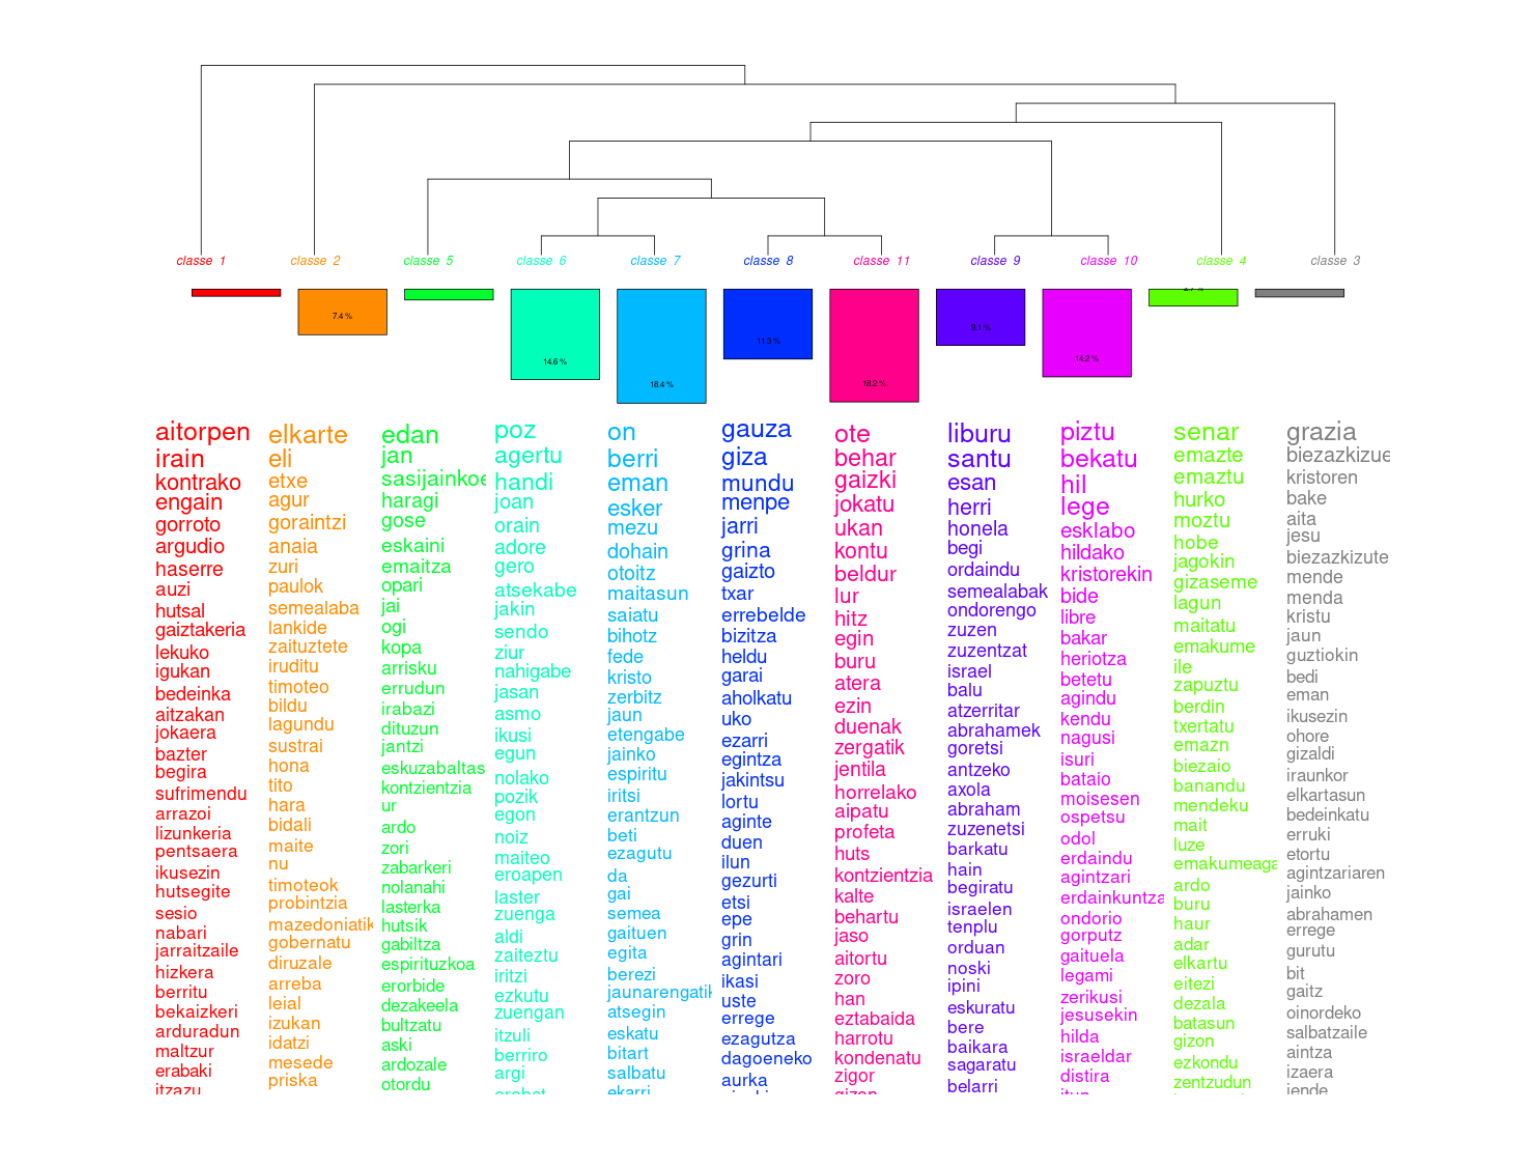 classe 1
classe 2
classe 5
classe 6
classe 7
classe 8
classe 11
classe 9
classe 10
classe 4
classe 3
7.4 %
14.6 %
18.4 %
11.3 %
18.2 %
9.1 %
14.2 %
aitorpen
irain
kontrako
engain
gorroto
argudio
haserre
auzi
hutsal
gaiztakeria
lekuko
igukan
bedeinka
aitzakan
jokaera
bazter
begira
sufrimendu
arrazoi
lizunkeria
pentsaera
ikusezin
hutsegite
sesio
nabari
jarraitzaile
hizkera
berritu
bekaizkeri
arduradun
maltzur
erabaki
itzazu
elkarte
eli
etxe
agur
goraintzi
anaia
zuri
paulok
semealaba
lankide
zaituztete
iruditu
timoteo
bildu
lagundu
sustrai
hona
tito
hara
bidali
maite
nu
timoteok
probintzia
mazedoniatik
gobernatu
diruzale
arreba
leial
izukan
idatzi
mesede
priska
edan
jan
sasijainkoe
haragi
gose
eskaini
emaitza
opari
jai
ogi
kopa
arrisku
errudun
irabazi
dituzun
jantzi
eskuzabaltas
kontzientzia
ur
ardo
zori
zabarkeri
nolanahi
lasterka
hutsik
gabiltza
espirituzkoa
erorbide
dezakeela
bultzatu
aski
ardozale
otordu
poz
agertu
handi
joan
orain
adore
gero
atsekabe
jakin
sendo
ziur
nahigabe
jasan
asmo
ikusi
egun
nolako
pozik
egon
noiz
maiteo
eroapen
laster
zuenga
aldi
zaiteztu
iritzi
ezkutu
zuengan
itzuli
berriro
argi
on
berri
eman
esker
mezu
dohain
otoitz
maitasun
saiatu
bihotz
fede
kristo
zerbitz
jaun
etengabe
jainko
espiritu
iritsi
erantzun
beti
ezagutu
da
gai
semea
gaituen
egita
berezi
jaunarengatik
atsegin
eskatu
bitart
salbatu
ekarri
gauza
giza
mundu
menpe
jarri
grina
gaizto
txar
errebelde
bizitza
heldu
garai
aholkatu
uko
ezarri
egintza
jakintsu
lortu
aginte
duen
ilun
gezurti
etsi
epe
grin
agintari
ikasi
uste
errege
ezagutza
dagoeneko
aurka
ote
behar
gaizki
jokatu
ukan
kontu
beldur
lur
hitz
egin
buru
atera
ezin
duenak
zergatik
jentila
horrelako
aipatu
profeta
huts
kontzientzia
kalte
behartu
jaso
aitortu
zoro
han
eztabaida
harrotu
kondenatu
zigor
gizon
liburu
santu
esan
herri
honela
begi
ordaindu
semealabak
ondorengo
zuzen
zuzentzat
israel
balu
atzerritar
abrahamek
goretsi
antzeko
axola
abraham
zuzenetsi
barkatu
hain
begiratu
israelen
tenplu
orduan
noski
ipini
eskuratu
bere
baikara
sagaratu
belarri
piztu
bekatu
hil
lege
esklabo
hildako
kristorekin
bide
libre
bakar
heriotza
betetu
agindu
kendu
nagusi
isuri
bataio
moisesen
ospetsu
odol
erdaindu
agintzari
erdainkuntza
ondorio
gorputz
gaituela
legami
zerikusi
jesusekin
hilda
israeldar
distira
senar
emazte
emaztu
hurko
moztu
hobe
jagokin
gizaseme
lagun
maitatu
emakume
ile
zapuztu
berdin
txertatu
emazn
biezaio
banandu
mendeku
mait
luze
emakumeaga
ardo
buru
haur
adar
elkartu
eitezi
dezala
batasun
gizon
ezkondu
zentzudun
grazia
biezazkizue
kristoren
bake
aita
jesu
biezazkizute
mende
menda
kristu
jaun
guztiokin
bedi
eman
ikusezin
ohore
gizaldi
iraunkor
elkartasun
bedeinkatu
erruki
etortu
agintzariaren
jainko
abrahamen
errege
gurutu
bit
gaitz
oinordeko
salbatzaile
aintza
izaera
jende